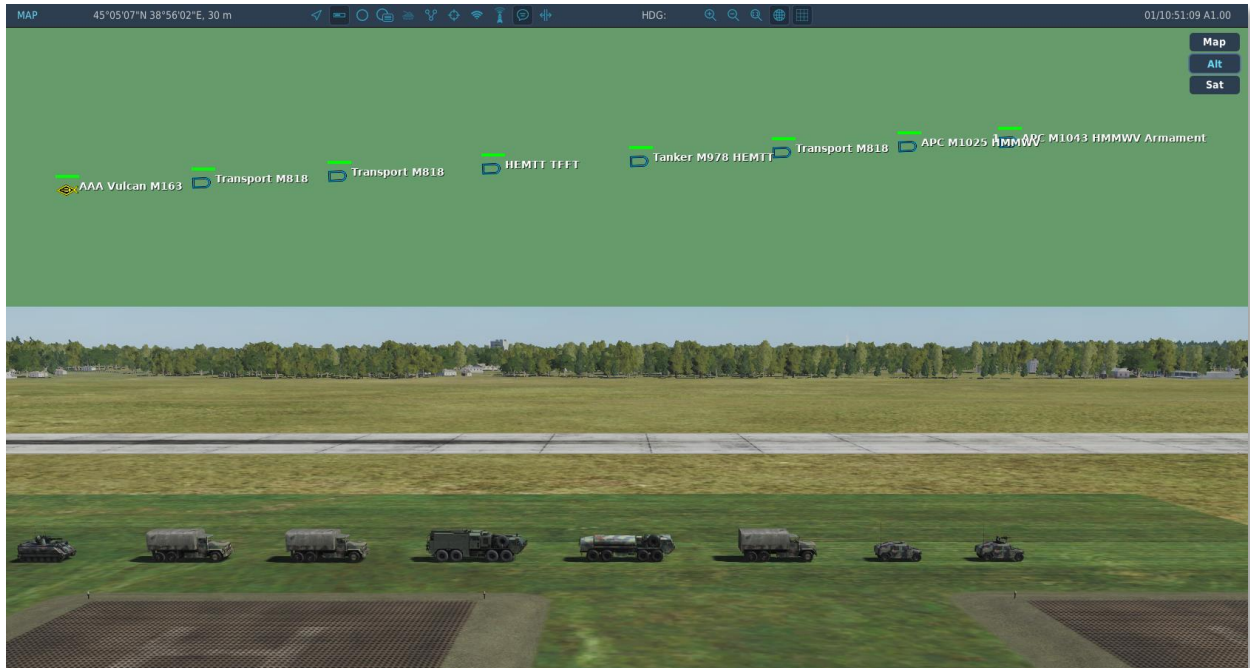 MAP 45°05'07"N 38°56'02"E, 30 m HDG: 01/10:51:09 A1.00
Map
Alt
Sat
AAA Vulcan M163
Transport M818
Transport M818
HEMTT TFFT
Tanker M978 HEMTT
Transport M818
APC M1025 HMMWV
APC M1043 HMMWV Armament